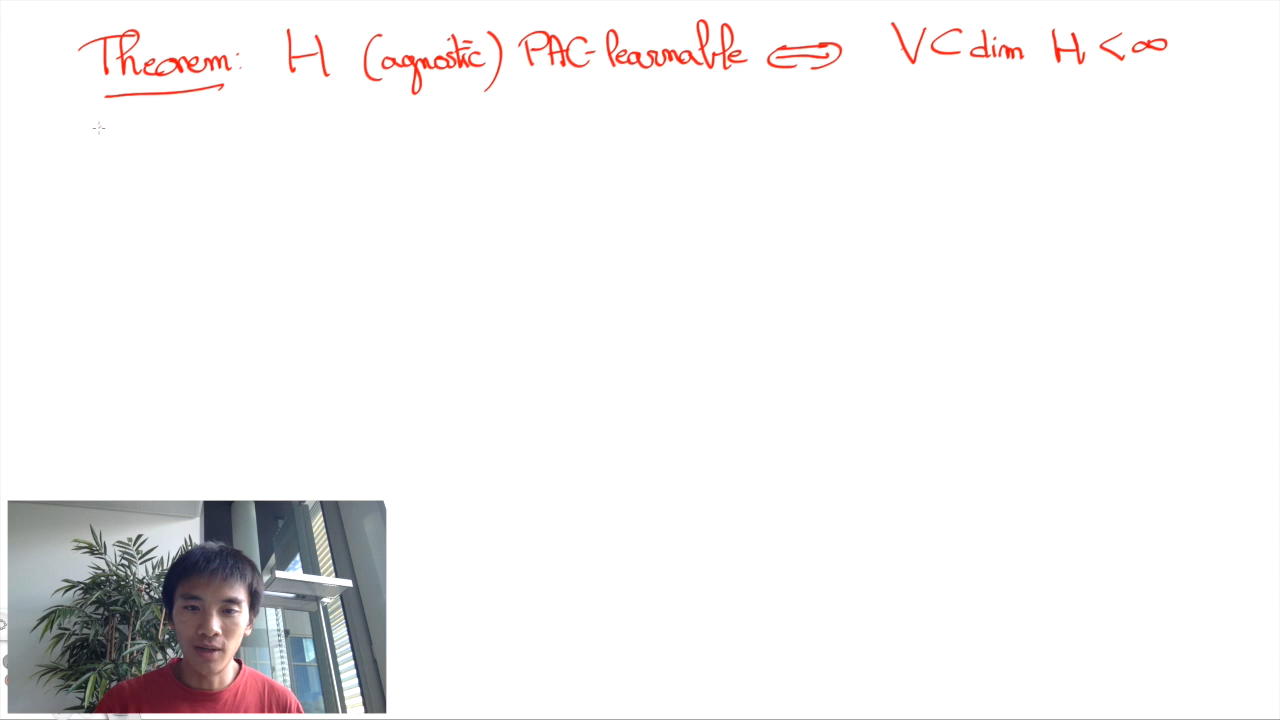 Theorem: H (agnostic) PAC-learnable ⟺ VCdim H < ∞